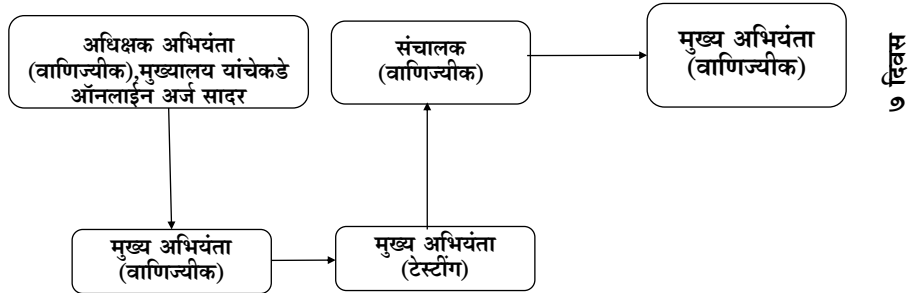 अधिक्षक अभियंता
(वाणिज्यीक),मुख्यालय यांचेकडे
ऑनलाईन अर्ज सादर
मुख्य अभियंता
(वाणिज्यीक)
मुख्य अभियंता
(टेस्टींग)
संचालक
(वाणिज्यीक)
मुख्य अभियंता
(वाणिज्यीक)
७ दिवस